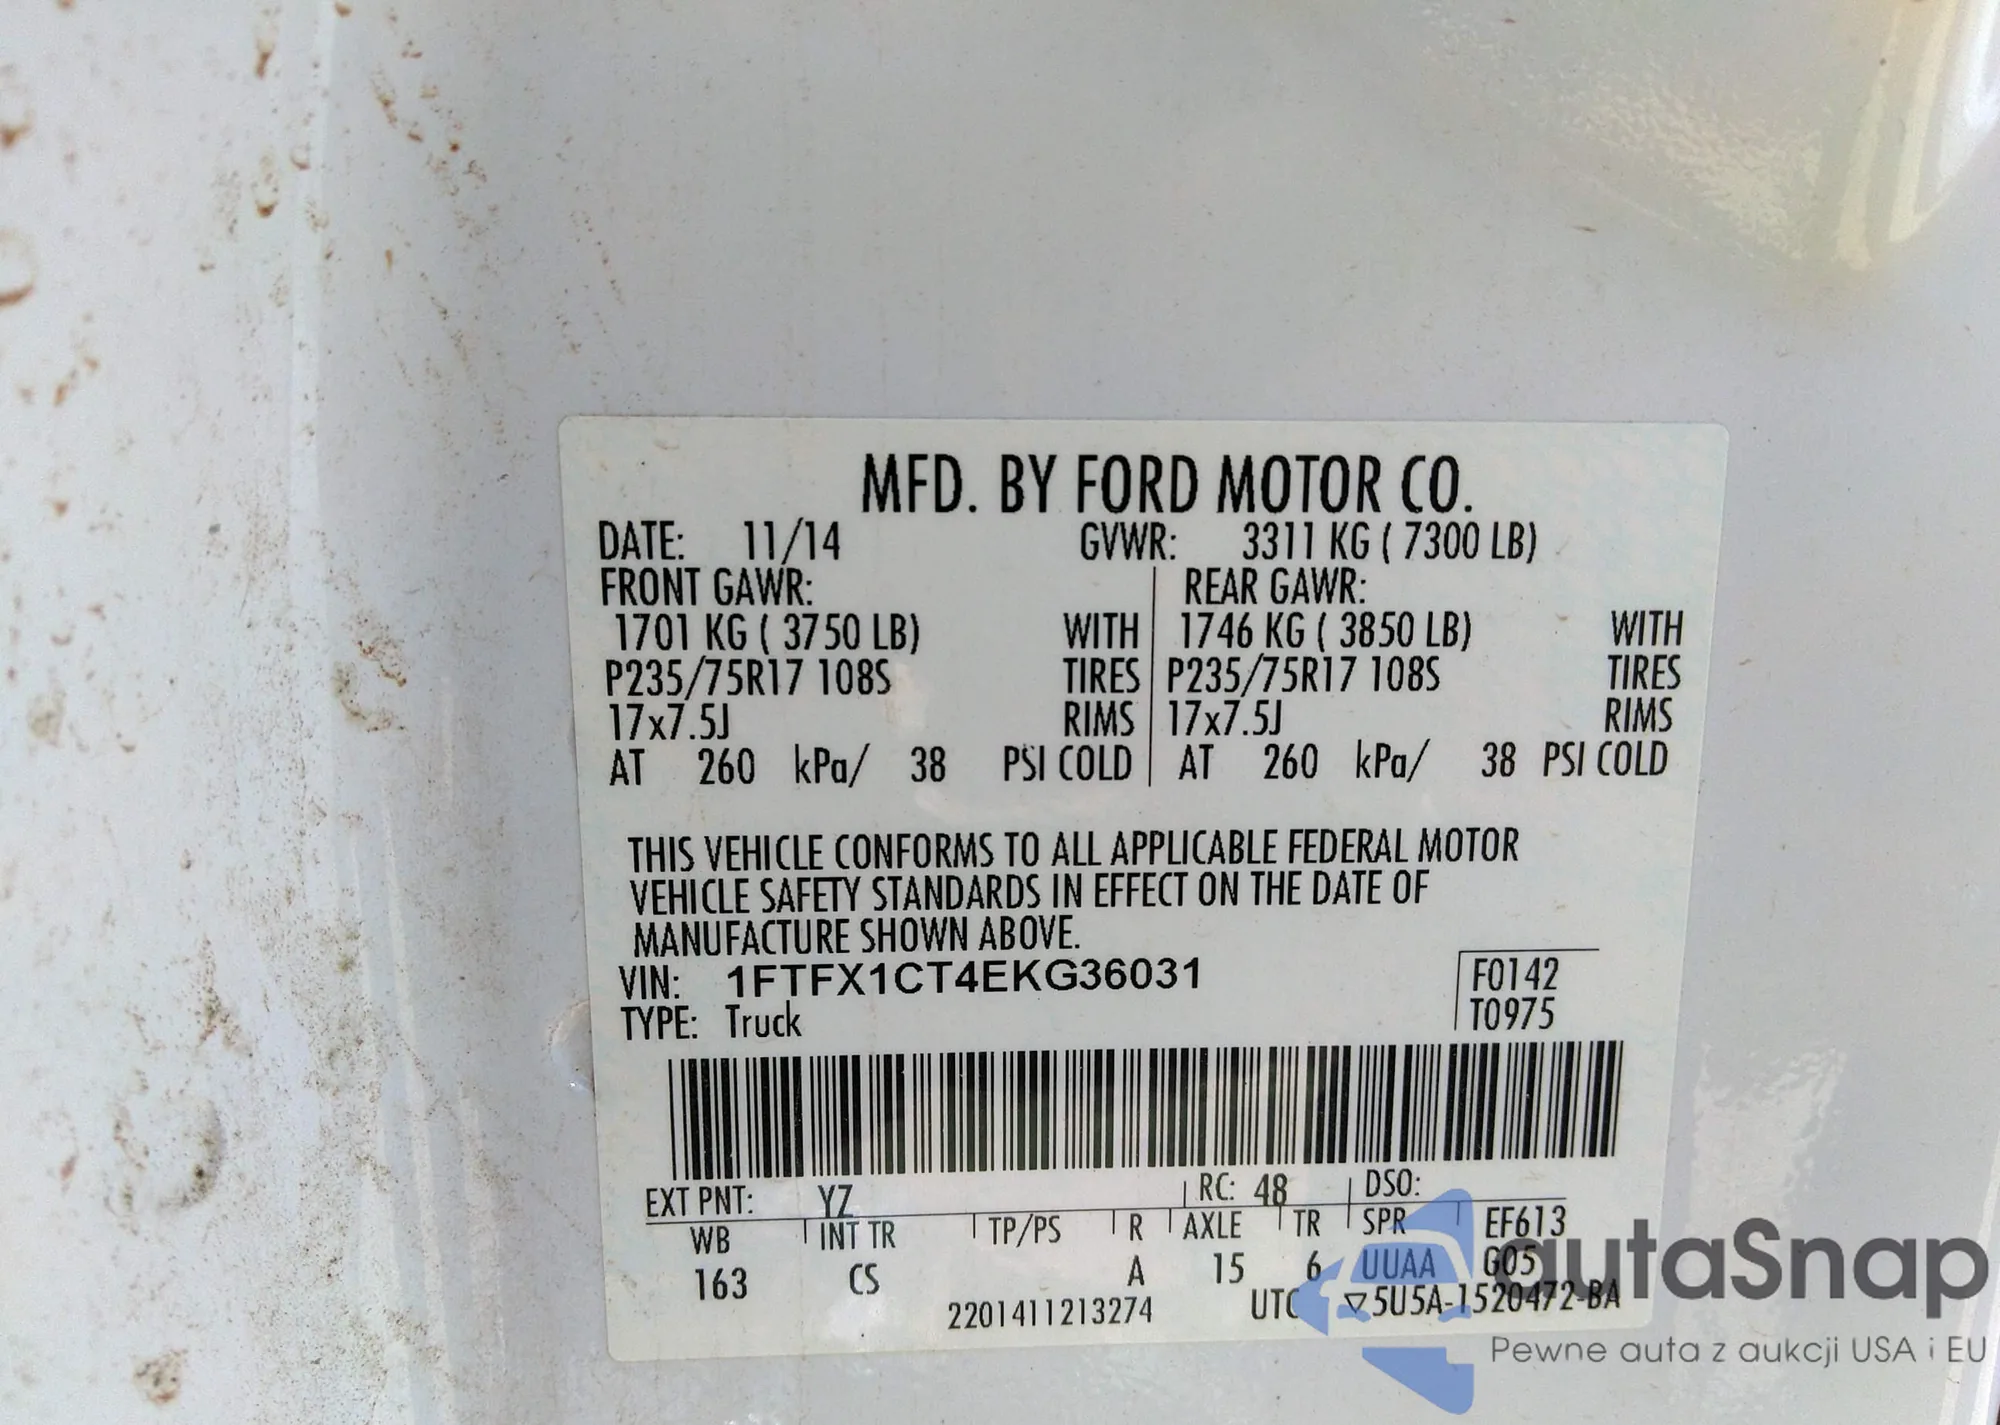 MFD. BY FORD MOTOR CO.
DATE: 11/14 GVWR: 3311 KG ( 7300 LB)
FRONT GAWR: REAR GAWR:
1701 KG ( 3750 LB) WITH 1746 KG ( 3850 LB) WITH
P235/75R17 108S TIRES P235/75R17 108S TIRES
17x7.5J RIMS 17x7.5J RIMS
AT 260 kPa/ 38 PSI COLD AT 260 kPa/ 38 PSI COLD
THIS VEHICLE CONFORMS TO ALL APPLICABLE FEDERAL MOTOR
VEHICLE SAFETY STANDARDS IN EFFECT ON THE DATE OF
MANUFACTURE SHOWN ABOVE.
VIN: 1FTFX1CT4EKG36031 F0142
TYPE: Truck T0975
EXT PNT: YZ RC: 48 DSO:
WB INT TR TP/PS R AXLE TR SPR EF613
163 CS A 15 6 UUAA G05
2201411213274 UTC ▽5U5A-1520472-BA
autaSnap
Pewne auta z aukcji USA i EU